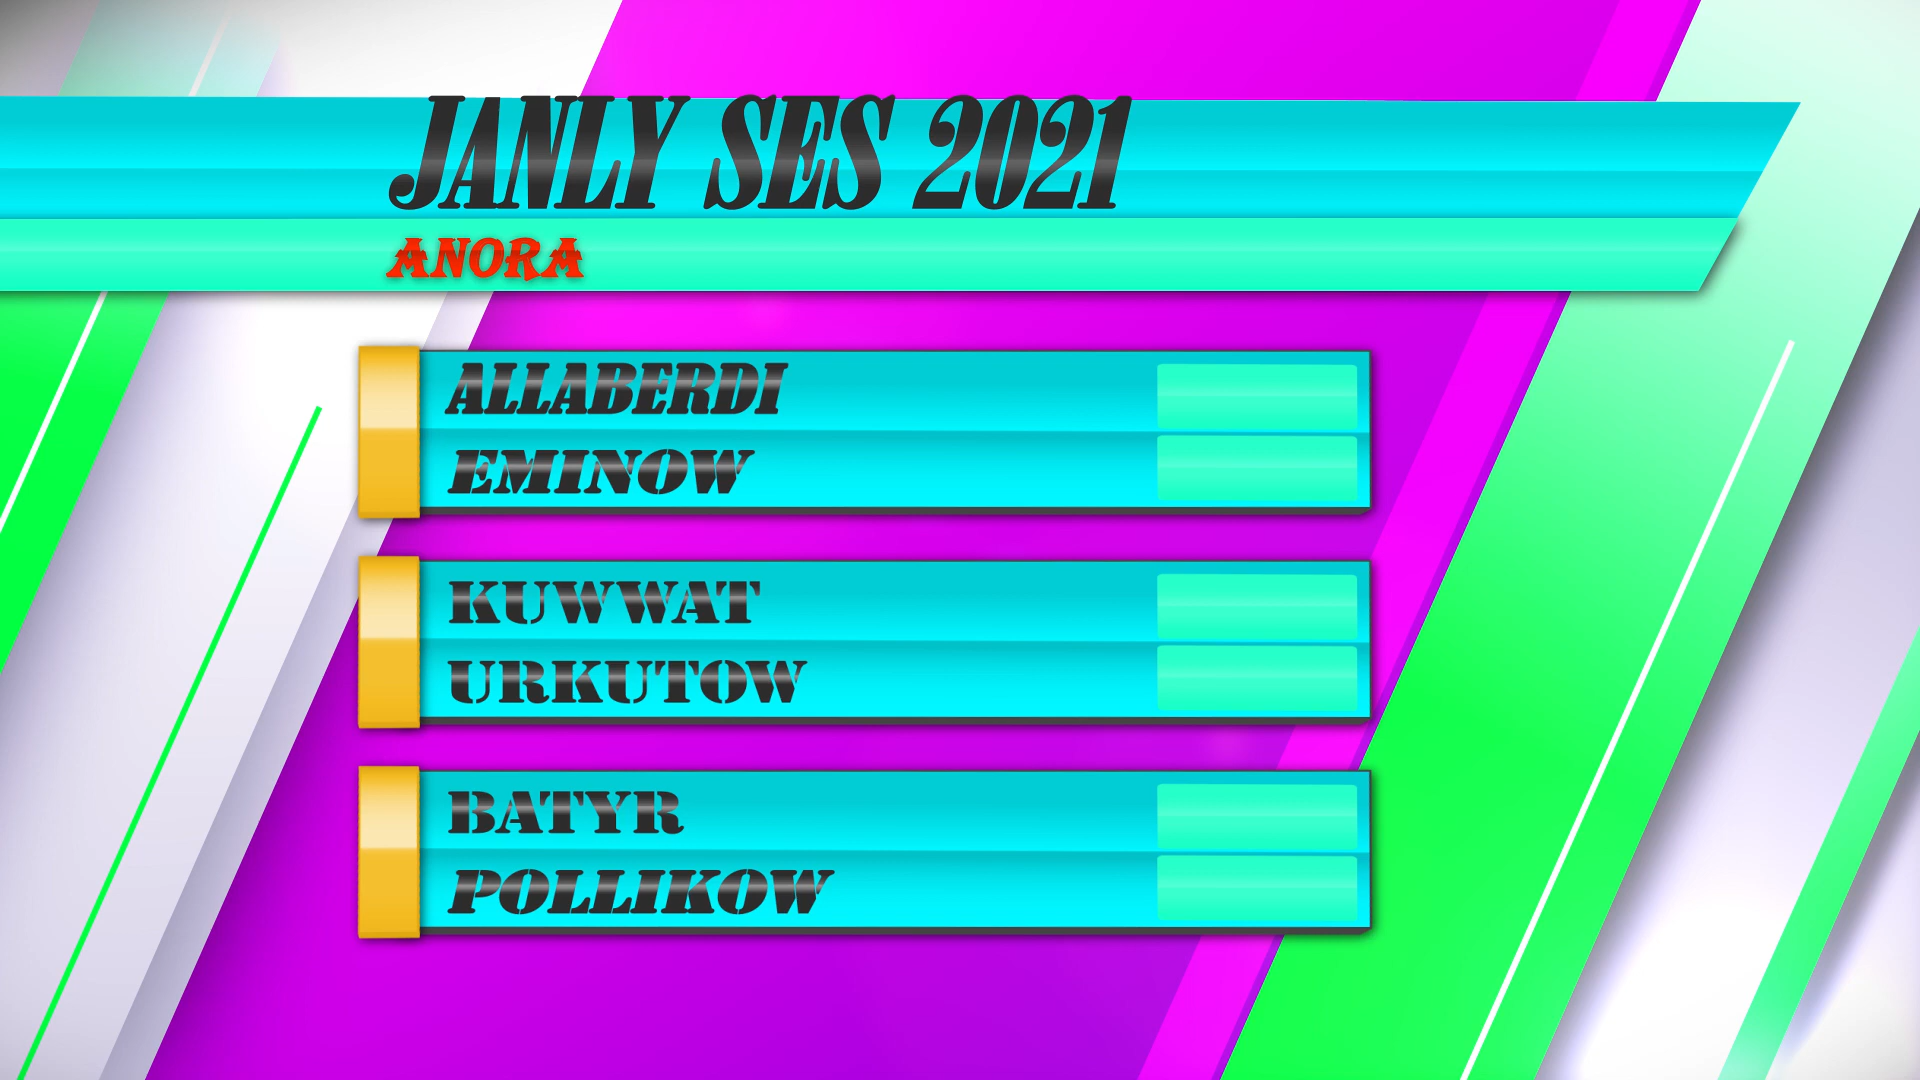 JANLY SES 2021
ANORA
ALLABERDI
EMINOW
KUWWAT
URKUTOW
BATYR
POLLIKOW